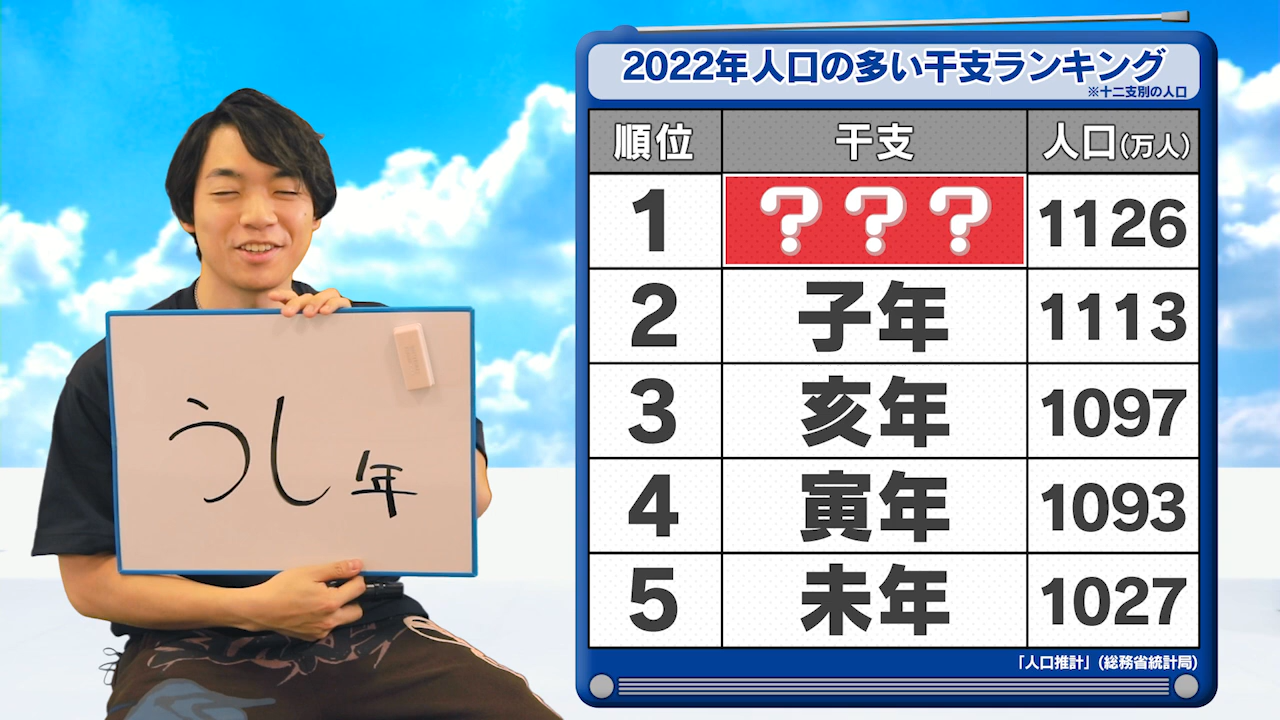 2022年人口の多い干支ランキング
※十二支別の人口
順位 干支 人口(万人)
1 ??? 1126
2 子年 1113
3 亥年 1097
4 寅年 1093
5 未年 1027
「人口推計」(総務省統計局)
うし年